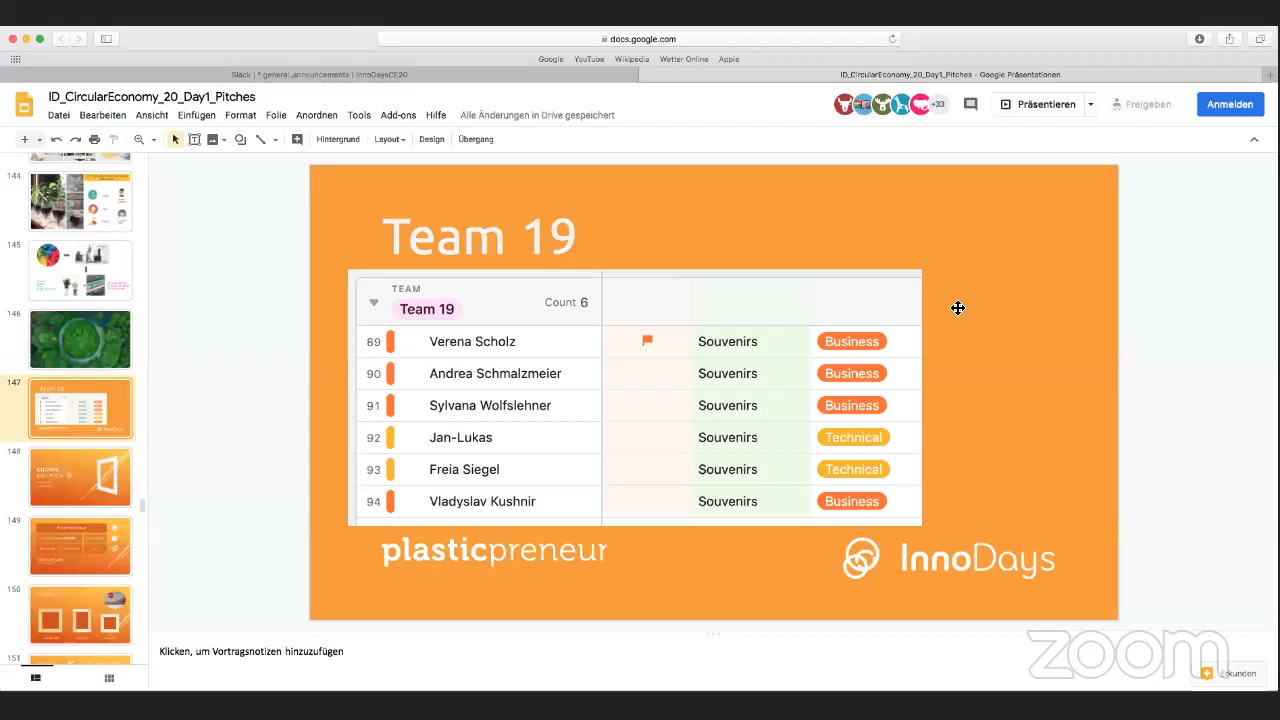 docs.google.com
Google YouTube Wikipedia Wetter Online Apple
Slack | * general_announcements | InnoDaysCE20
ID_CircularEconomy_20_Day1_Pitches - Google Präsentationen
ID_CircularEconomy_20_Day1_Pitches
+33
Präsentieren
Freigeben
Anmelden
Datei Bearbeiten Ansicht Einfügen Format Folie Anordnen Tools Add-ons Hilfe Alle Änderungen in Drive gespeichert
Hintergrund Layout Design Übergang
144
145
146
147
148
149
150
151
Team 19
TEAM
Team 19 Count 6
89 Verena Scholz Souvenirs Business
90 Andrea Schmalzmeier Souvenirs Business
91 Sylvana Wolfslehner Souvenirs Business
92 Jan-Lukas Souvenirs Technical
93 Freia Siegel Souvenirs Technical
94 Vladyslav Kushnir Souvenirs Business
plasticpreneur
InnoDays
Klicken, um Vortragsnotizen hinzuzufügen
zoom
Erkunden